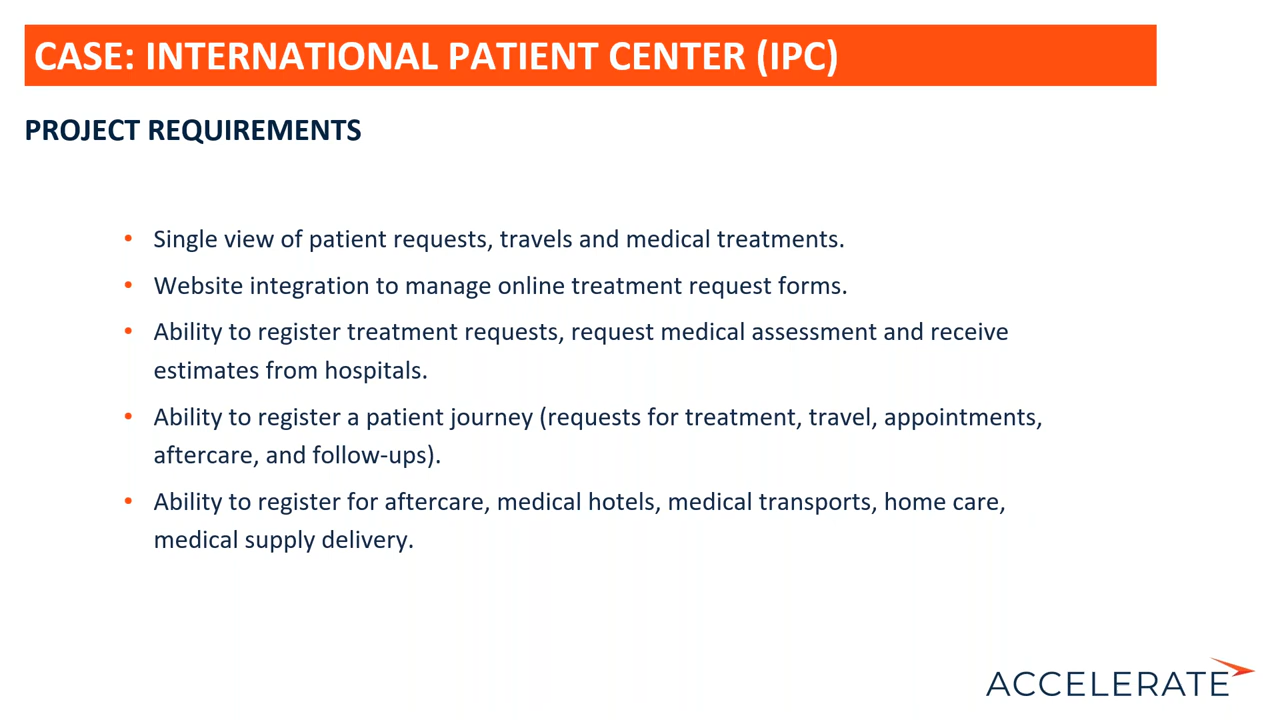 CASE: INTERNATIONAL PATIENT CENTER (IPC)
PROJECT REQUIREMENTS
• Single view of patient requests, travels and medical treatments.
• Website integration to manage online treatment request forms.
• Ability to register treatment requests, request medical assessment and receive
estimates from hospitals.
• Ability to register a patient journey (requests for treatment, travel, appointments,
aftercare, and follow-ups).
• Ability to register for aftercare, medical hotels, medical transports, home care,
medical supply delivery.
ACCELERATE